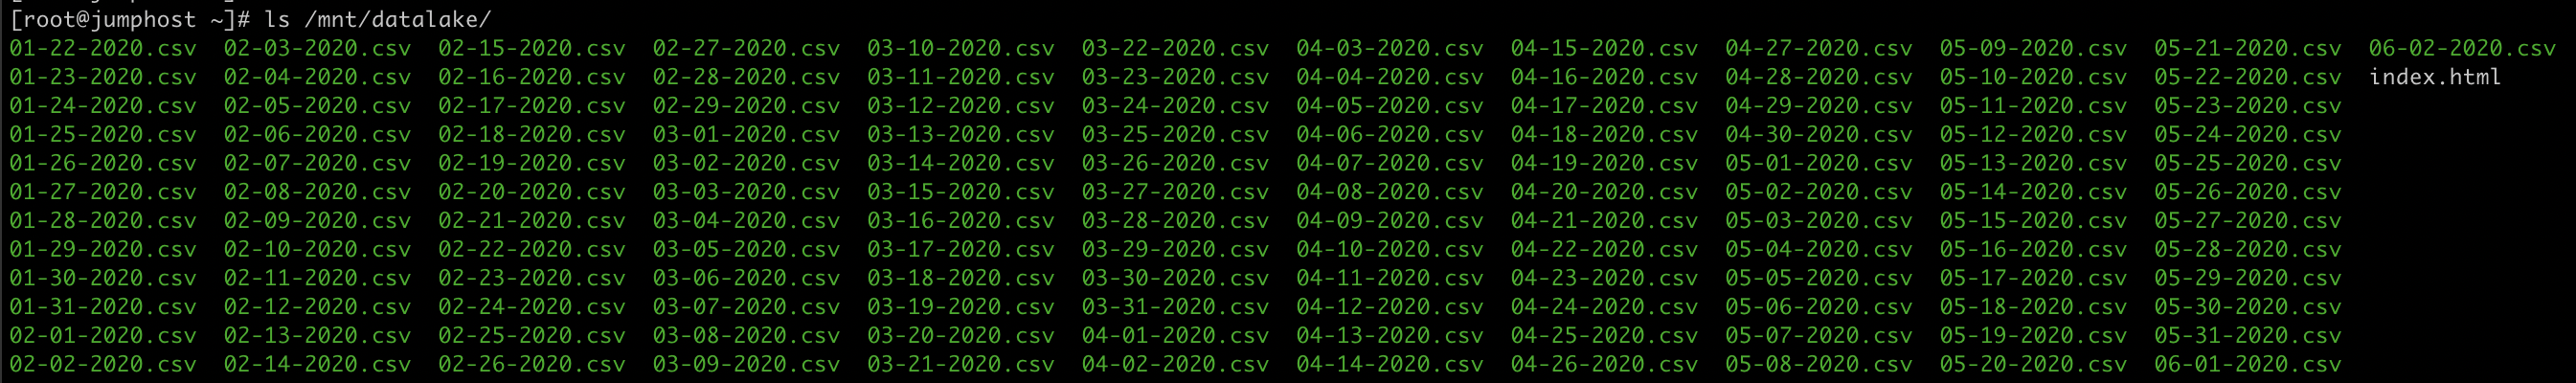 [root@jumphost ~]# ls /mnt/datalake/
01-22-2020.csv 02-03-2020.csv 02-15-2020.csv 02-27-2020.csv 03-10-2020.csv 03-22-2020.csv 04-03-2020.csv 04-15-2020.csv 04-27-2020.csv 05-09-2020.csv 05-21-2020.csv 06-02-2020.csv
01-23-2020.csv 02-04-2020.csv 02-16-2020.csv 02-28-2020.csv 03-11-2020.csv 03-23-2020.csv 04-04-2020.csv 04-16-2020.csv 04-28-2020.csv 05-10-2020.csv 05-22-2020.csv index.html
01-24-2020.csv 02-05-2020.csv 02-17-2020.csv 02-29-2020.csv 03-12-2020.csv 03-24-2020.csv 04-05-2020.csv 04-17-2020.csv 04-29-2020.csv 05-11-2020.csv 05-23-2020.csv
01-25-2020.csv 02-06-2020.csv 02-18-2020.csv 03-01-2020.csv 03-13-2020.csv 03-25-2020.csv 04-06-2020.csv 04-18-2020.csv 04-30-2020.csv 05-12-2020.csv 05-24-2020.csv
01-26-2020.csv 02-07-2020.csv 02-19-2020.csv 03-02-2020.csv 03-14-2020.csv 03-26-2020.csv 04-07-2020.csv 04-19-2020.csv 05-01-2020.csv 05-13-2020.csv 05-25-2020.csv
01-27-2020.csv 02-08-2020.csv 02-20-2020.csv 03-03-2020.csv 03-15-2020.csv 03-27-2020.csv 04-08-2020.csv 04-20-2020.csv 05-02-2020.csv 05-14-2020.csv 05-26-2020.csv
01-28-2020.csv 02-09-2020.csv 02-21-2020.csv 03-04-2020.csv 03-16-2020.csv 03-28-2020.csv 04-09-2020.csv 04-21-2020.csv 05-03-2020.csv 05-15-2020.csv 05-27-2020.csv
01-29-2020.csv 02-10-2020.csv 02-22-2020.csv 03-05-2020.csv 03-17-2020.csv 03-29-2020.csv 04-10-2020.csv 04-22-2020.csv 05-04-2020.csv 05-16-2020.csv 05-28-2020.csv
01-30-2020.csv 02-11-2020.csv 02-23-2020.csv 03-06-2020.csv 03-18-2020.csv 03-30-2020.csv 04-11-2020.csv 04-23-2020.csv 05-05-2020.csv 05-17-2020.csv 05-29-2020.csv
01-31-2020.csv 02-12-2020.csv 02-24-2020.csv 03-07-2020.csv 03-19-2020.csv 03-31-2020.csv 04-12-2020.csv 04-24-2020.csv 05-06-2020.csv 05-18-2020.csv 05-30-2020.csv
02-01-2020.csv 02-13-2020.csv 02-25-2020.csv 03-08-2020.csv 03-20-2020.csv 04-01-2020.csv 04-13-2020.csv 04-25-2020.csv 05-07-2020.csv 05-19-2020.csv 05-31-2020.csv
02-02-2020.csv 02-14-2020.csv 02-26-2020.csv 03-09-2020.csv 03-21-2020.csv 04-02-2020.csv 04-14-2020.csv 04-26-2020.csv 05-08-2020.csv 05-20-2020.csv 06-01-2020.csv